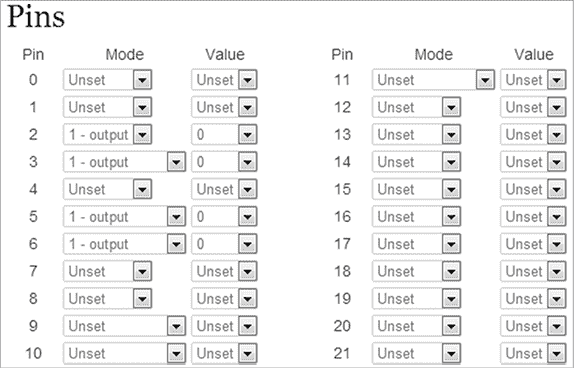 Pins
Pin Mode Value Pin Mode Value
0 Unset Unset 11 Unset Unset
1 Unset Unset 12 Unset Unset
2 1 - output 0 13 Unset Unset
3 1 - output 0 14 Unset Unset
4 Unset Unset 15 Unset Unset
5 1 - output 0 16 Unset Unset
6 1 - output 0 17 Unset Unset
7 Unset Unset 18 Unset Unset
8 Unset Unset 19 Unset Unset
9 Unset Unset 20 Unset Unset
10 Unset Unset 21 Unset Unset